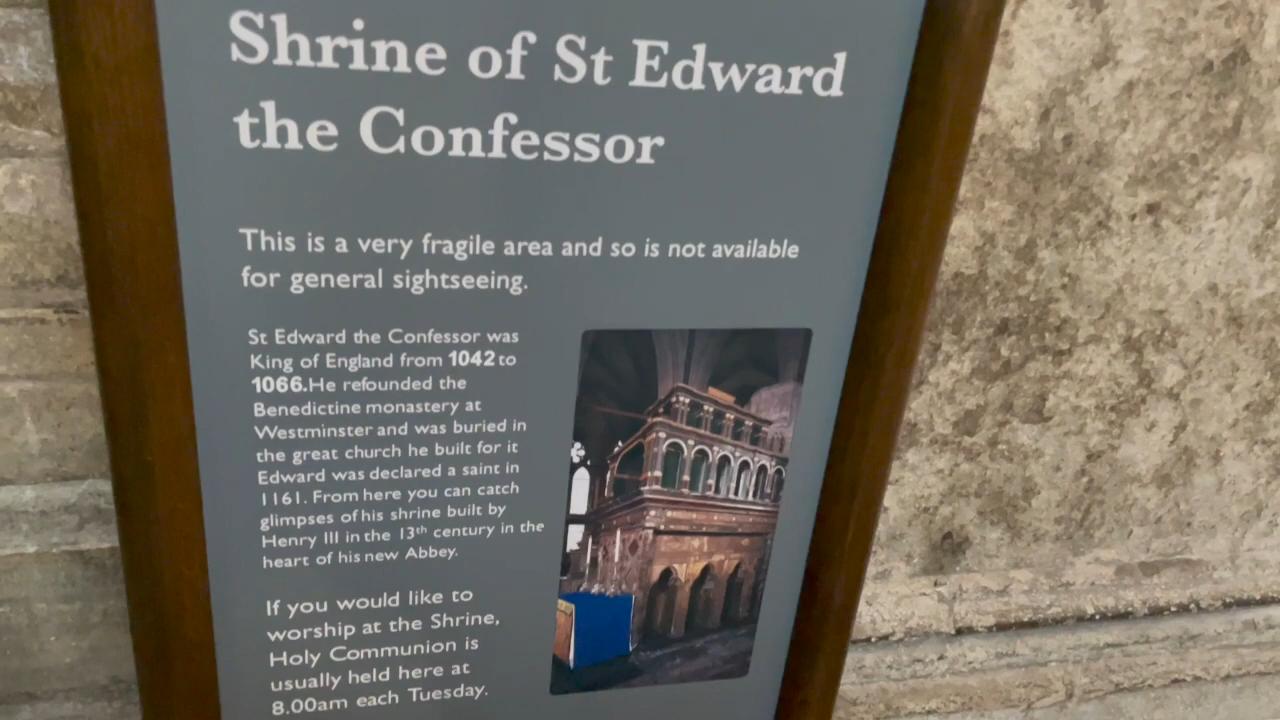 Shrine of St Edward
the Confessor
This is a very fragile area and so is not available
for general sightseeing.
St Edward the Confessor was
King of England from 1042 to
1066. He refounded the
Benedictine monastery at
Westminster and was buried in
the great church he built for it
Edward was declared a saint in
1161. From here you can catch
glimpses of his shrine built by
Henry III in the 13th century in the
heart of his new Abbey.
If you would like to
worship at the Shrine,
Holy Communion is
usually held here at
8.00am each Tuesday.